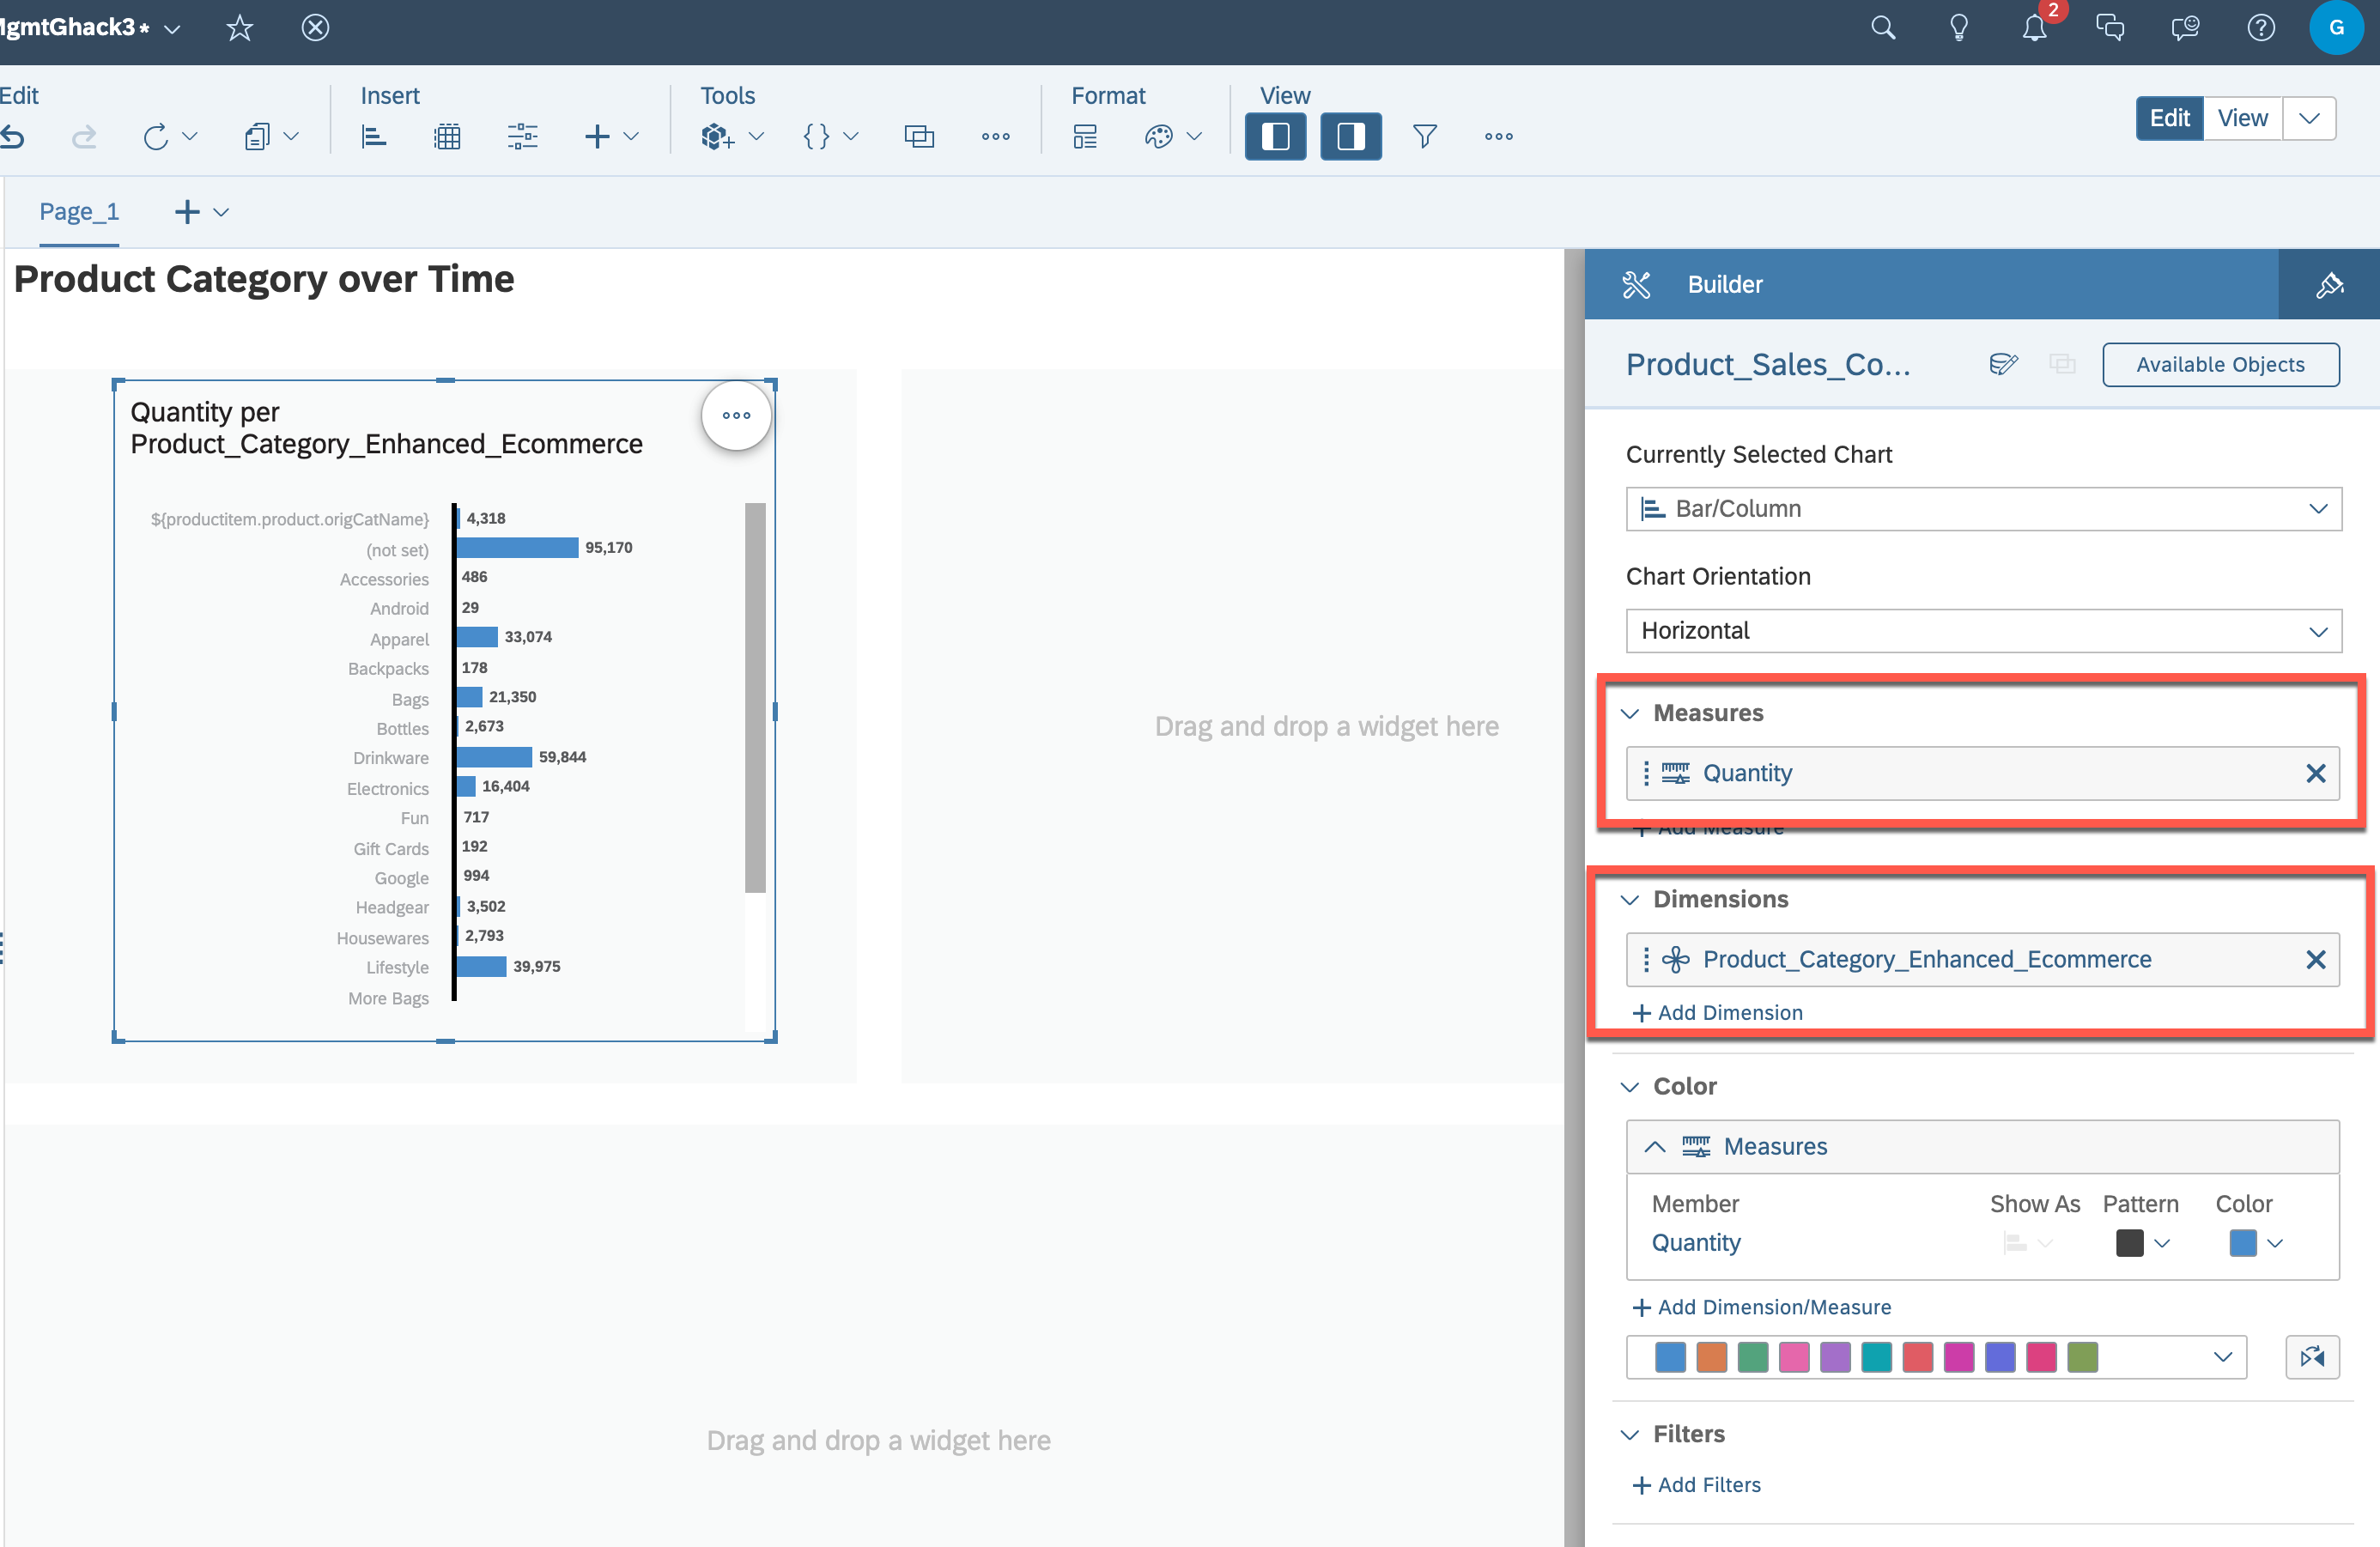 MgmtGhack3*
2
G
Edit
Insert
Tools
Format
View
Edit
View
Page_1
Product Category over Time
Builder
Product_Sales_Co...
Available Objects
Quantity per
Product_Category_Enhanced_Ecommerce
${productitem.product.origCatName} 4,318
(not set) 95,170
Accessories 486
Android 29
Apparel 33,074
Backpacks 178
Bags 21,350
Bottles 2,673
Drinkware 59,844
Electronics 16,404
Fun 717
Gift Cards 192
Google 994
Headgear 3,502
Housewares 2,793
Lifestyle 39,975
More Bags
Drag and drop a widget here
Drag and drop a widget here
Currently Selected Chart
Bar/Column
Chart Orientation
Horizontal
Measures
Quantity
+ Add Measure
Dimensions
Product_Category_Enhanced_Ecommerce
+ Add Dimension
Color
Measures
Member Show As Pattern Color
Quantity
+ Add Dimension/Measure
Filters
+ Add Filters